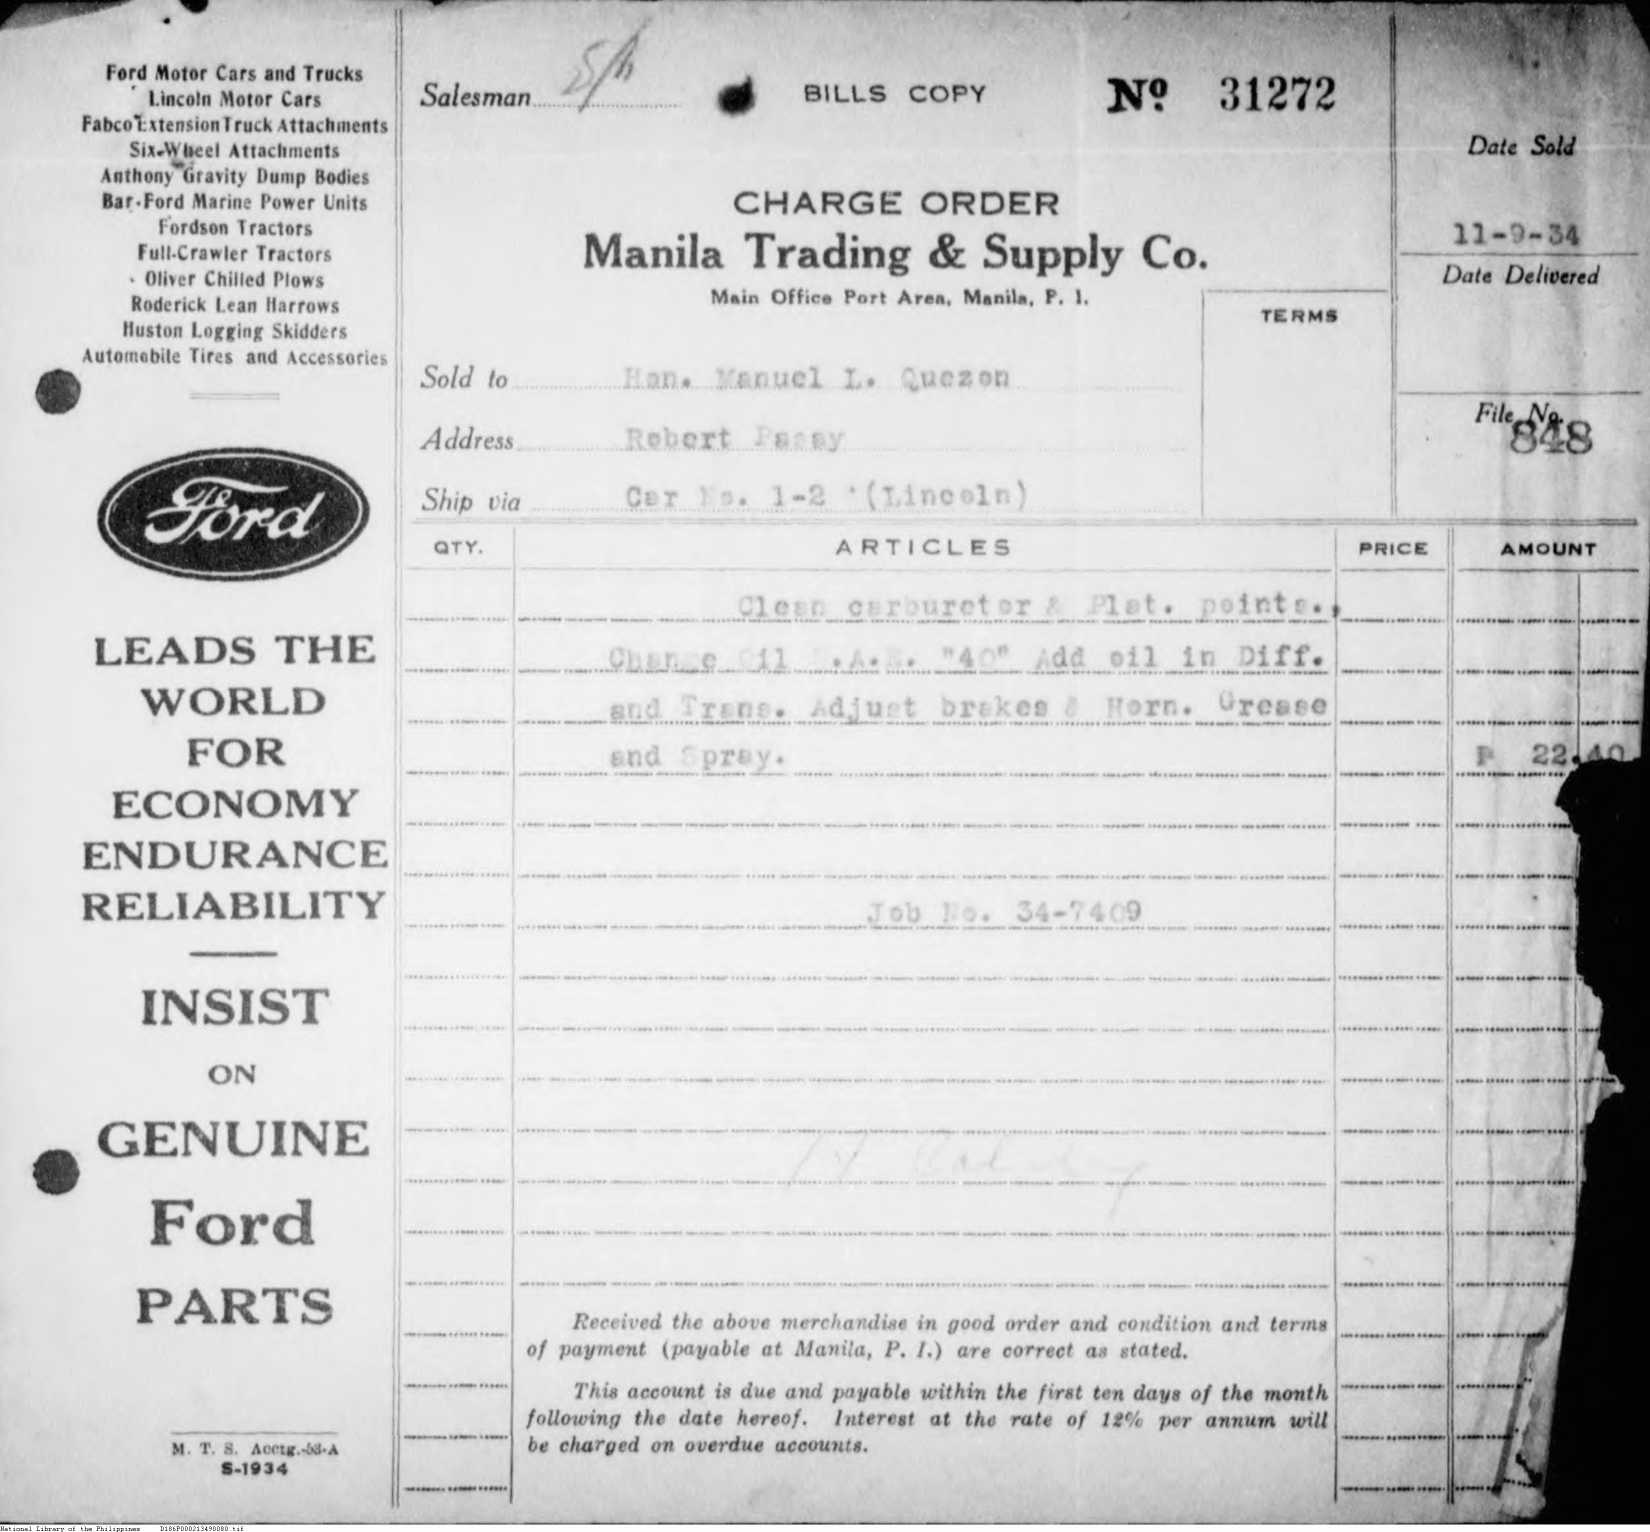 Ford Motor Cars and Trucks
Lincoln Motor Cars
Fabco Extension Truck Attachments
Six-Wheel Attachments
Anthony Gravity Dump Bodies
Bar-Ford Marine Power Units
Fordson Tractors
Full-Crawler Tractors
Oliver Chilled Plows
Roderick Lean Harrows
Huston Logging Skidders
Automobile Tires and Accessories
Ford
LEADS THE
WORLD
FOR
ECONOMY
ENDURANCE
RELIABILITY
INSIST
ON
GENUINE
Ford
PARTS
M. T. S. Acctg.-53-A
S-1934
Salesman
BILLS COPY
Nº 31272
CHARGE ORDER
Manila Trading & Supply Co.
Main Office Port Area, Manila, P. I.
TERMS
Date Sold
11-9-34
Date Delivered
File No.
848
Sold to Hon. Manuel L. Quezon
Address Robert Pasay
Ship via Car No. 1-2 (Lincoln)
QTY. ARTICLES PRICE AMOUNT
Clean carburetor & Plat. points.,
Change Oil S.A.E. "40" Add oil in Diff.
and Trans. Adjust brakes & Horn. Grease
and Spray. ₱ 22.40
Job No. 34-7409
Received the above merchandise in good order and condition and terms
of payment (payable at Manila, P. I.) are correct as stated.
This account is due and payable within the first ten days of the month
following the date hereof. Interest at the rate of 12% per annum will
be charged on overdue accounts.
National Library of the Philippines D186P000213490080.tif